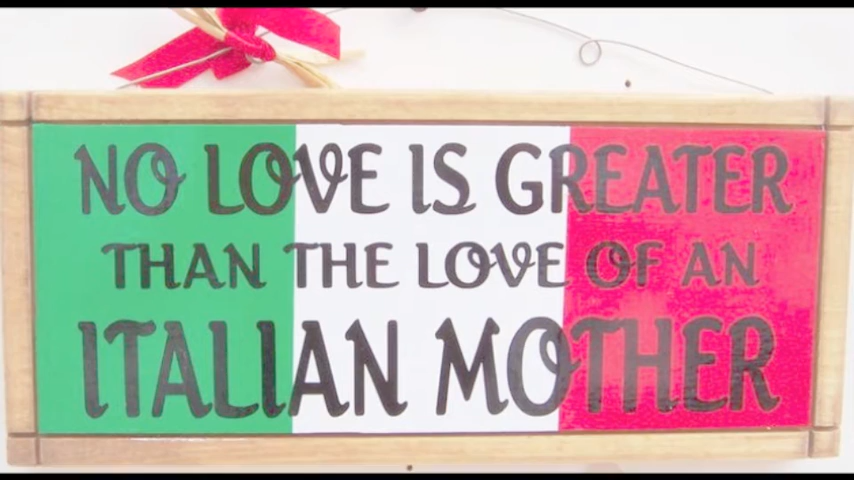 NO LOVE IS GREATER
THAN THE LOVE OF AN
ITALIAN MOTHER